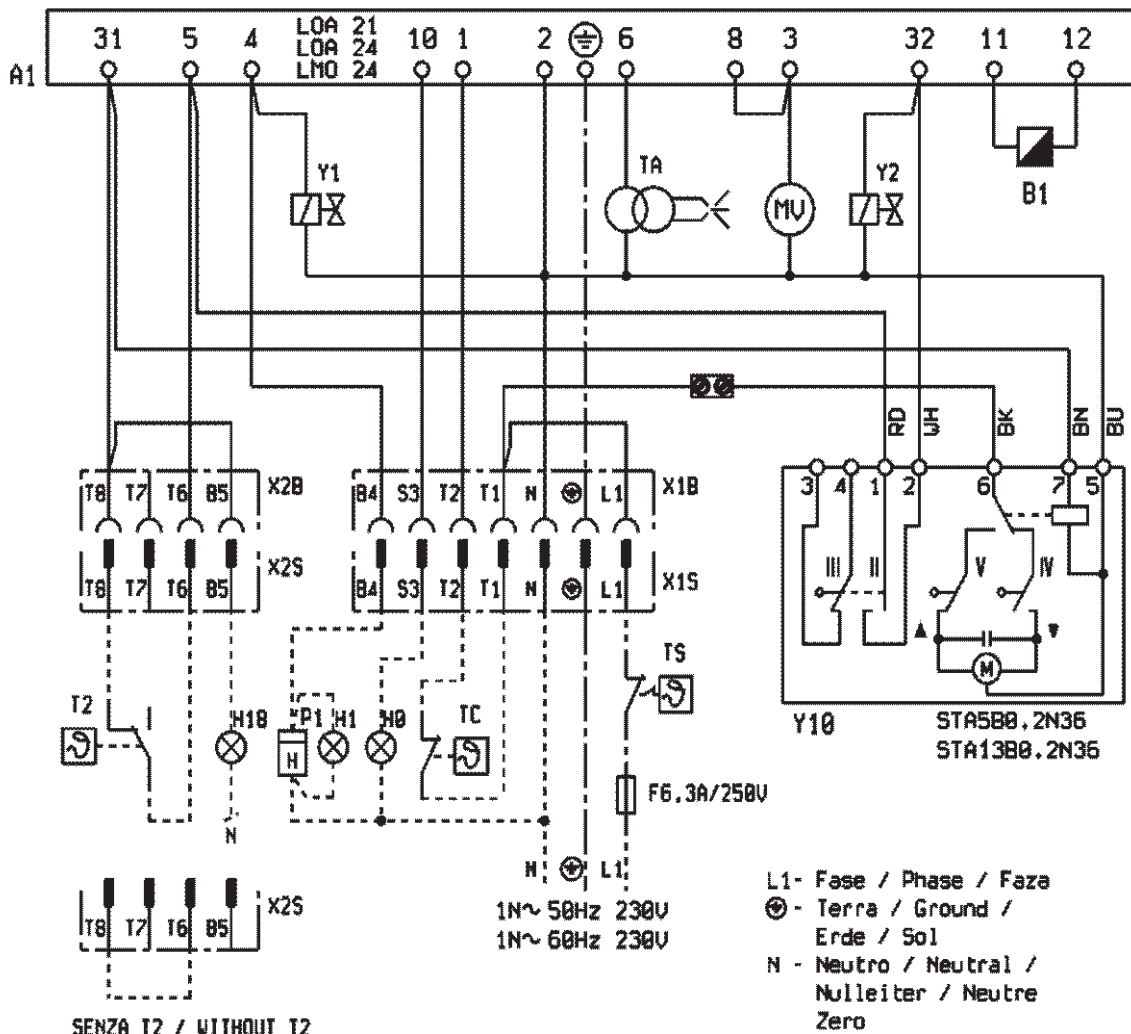 LOA 21
31 5 4 LOA 24 10 1 2 6 8 3 32 11 12
LMO 24
A1
Y1 TA Y2
MV B1
RD WH BK BN BU
T8 T7 T6 B5 X2B B4 S3 T2 T1 N L1 X1B
3 4 1 2 6 7 5
X2S X1S
T8 T7 T6 B5 B4 S3 T2 T1 N L1
III II V IV
M
T2 H18 P1 H1 H0 TC TS
H
Y10 STA5B0.2N36
STA13B0.2N36
F6,3A/250V
N
N L1
X2S
T8 T7 T6 B5
1N~ 50Hz 230V
1N~ 60Hz 230V
SENZA T2 / WITHOUT T2
L1- Fase / Phase / Faza
- Terra / Ground /
Erde / Sol
N - Neutro / Neutral /
Nulleiter / Neutre
Zero